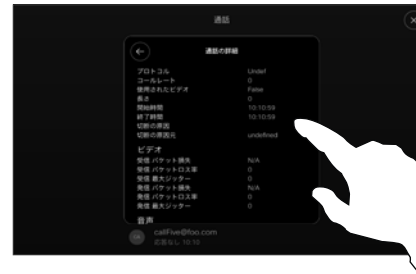 通話
通話の詳細
プロトコル Undef
コールレート 0
使用されたビデオ False
長さ 0
開始時間 10:10:59
終了時間 10:10:59
切断の原因
切断の原因元 undefined
ビデオ
受信 パケット損失 N/A
受信 パケットロス率 0
受信 最大ジッター 0
発信 パケット損失 N/A
発信 パケットロス率 0
発信 最大ジッター 0
音声
callFive@foo.com
応答なし 10:10